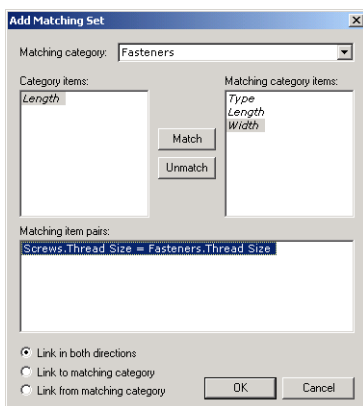 Add Matching Set
Matching category: Fasteners
Category items:
Length
Matching category items:
Type
Length
Width
Match
Unmatch
Matching item pairs:
Screws.Thread Size = Fasteners.Thread Size
Link in both directions
Link to matching category
Link from matching category
OK Cancel